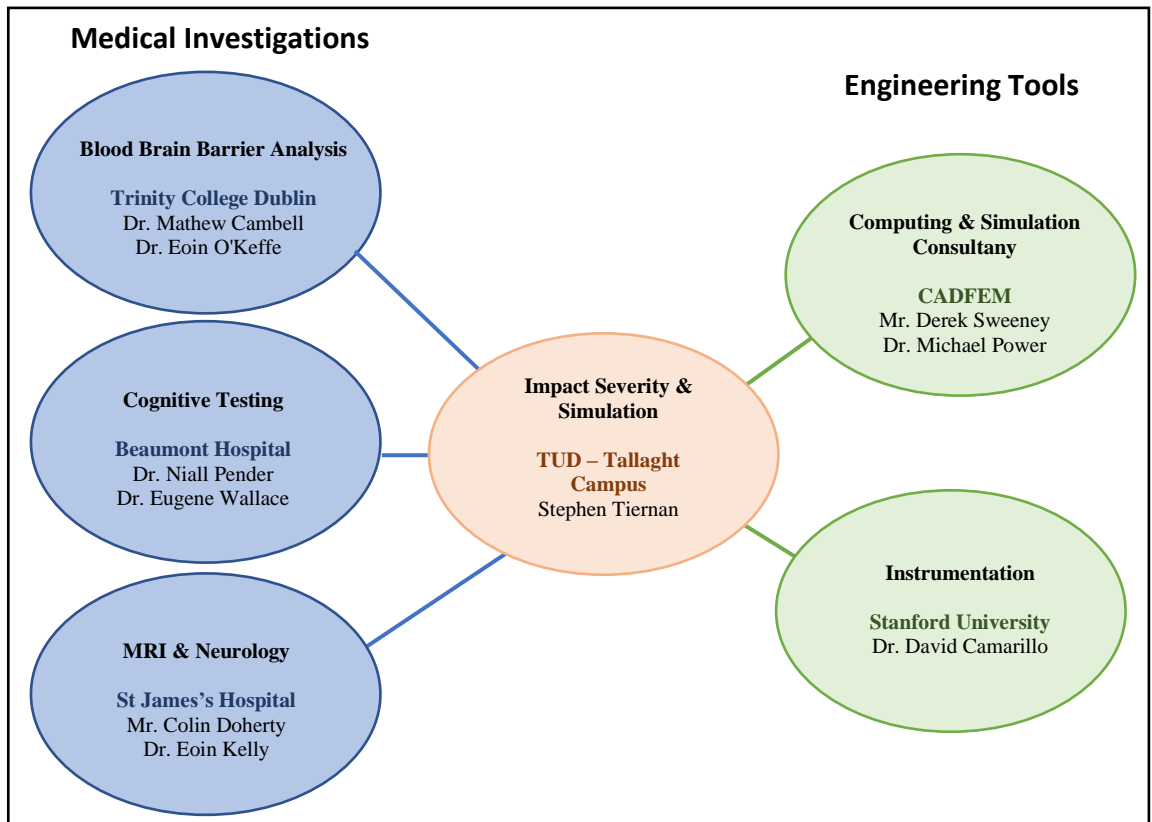 Medical Investigations
Blood Brain Barrier Analysis
Trinity College Dublin
Dr. Mathew Cambell
Dr. Eoin O'Keffe
Cognitive Testing
Beaumont Hospital
Dr. Niall Pender
Dr. Eugene Wallace
MRI & Neurology
St James’s Hospital
Mr. Colin Doherty
Dr. Eoin Kelly
Impact Severity &
Simulation
TUD – Tallaght
Campus
Stephen Tiernan
Engineering Tools
Computing & Simulation
Consultany
CADFEM
Mr. Derek Sweeney
Dr. Michael Power
Instrumentation
Stanford University
Dr. David Camarillo